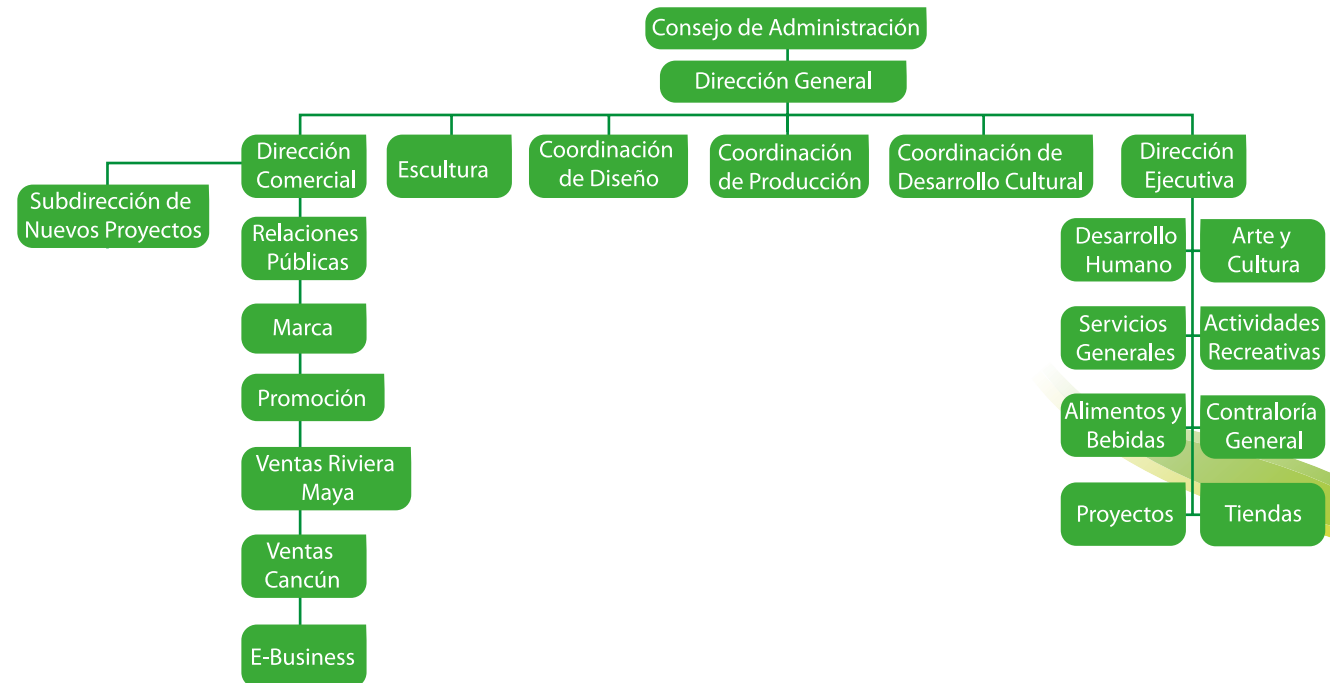 Consejo de Administración
Dirección General
Dirección
Comercial
Escultura
Coordinación
de Diseño
Coordinación
de Producción
Coordinación de
Desarrollo Cultural
Dirección
Ejecutiva
Subdirección de
Nuevos Proyectos
Relaciones
Públicas
Marca
Promoción
Ventas Riviera
Maya
Ventas
Cancún
E-Business
Desarrollo
Humano
Arte y
Cultura
Servicios
Generales
Actividades
Recreativas
Alimentos y
Bebidas
Contraloría
General
Proyectos
Tiendas